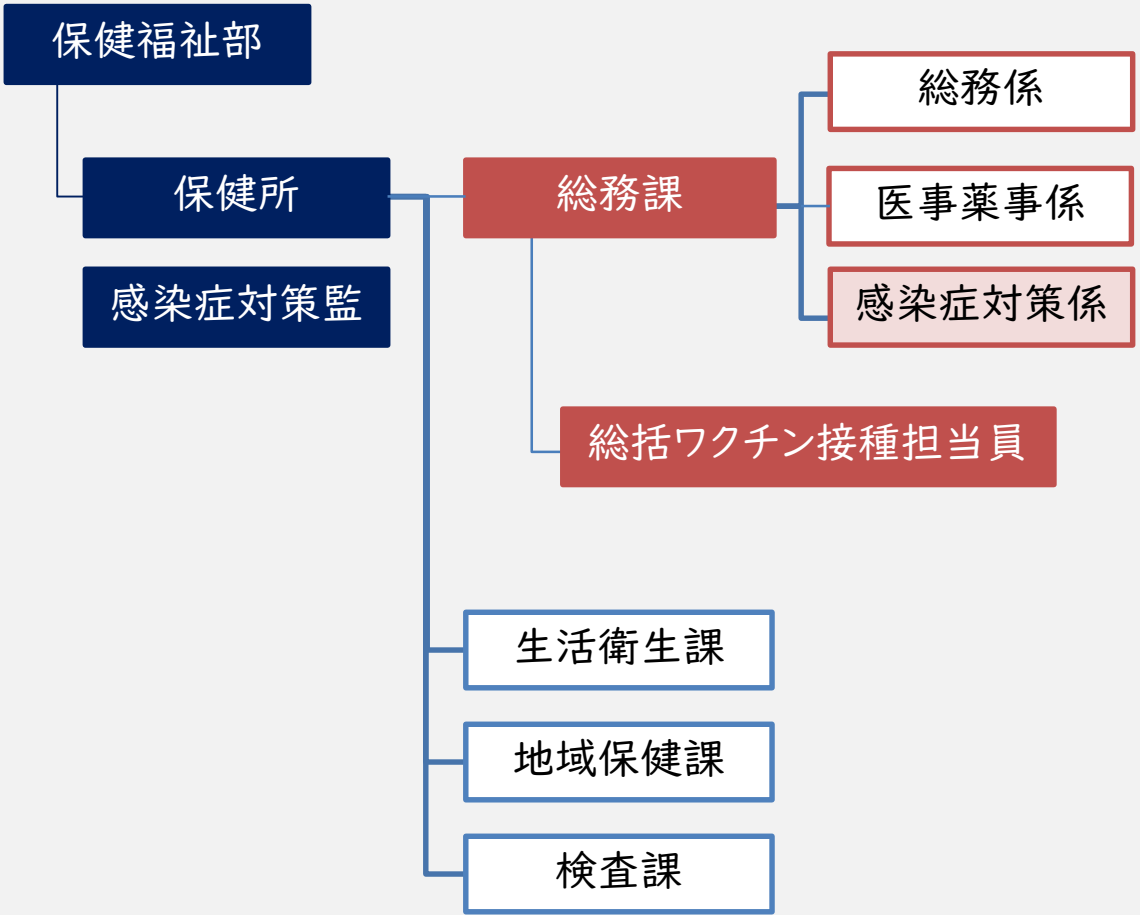 保健福祉部
保健所
感染症対策監
総務課
総務係
医事薬事係
感染症対策係
総括ワクチン接種担当員
生活衛生課
地域保健課
検査課